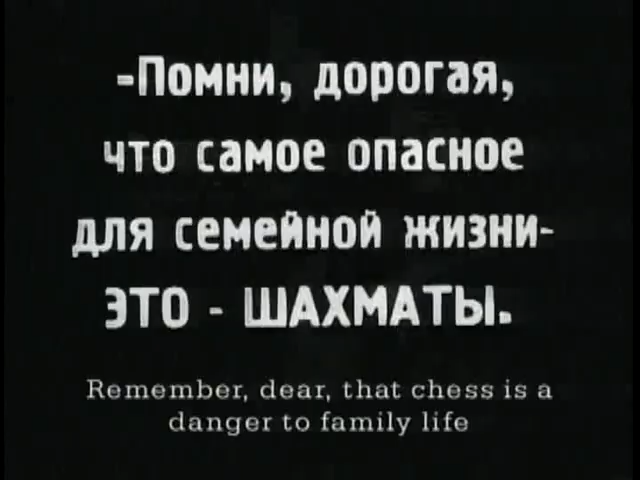 -Помни, дорогая,
что самое опасное
для семейной жизни-
ЭТО - ШАХМАТЫ.
Remember, dear, that chess is a
danger to family life